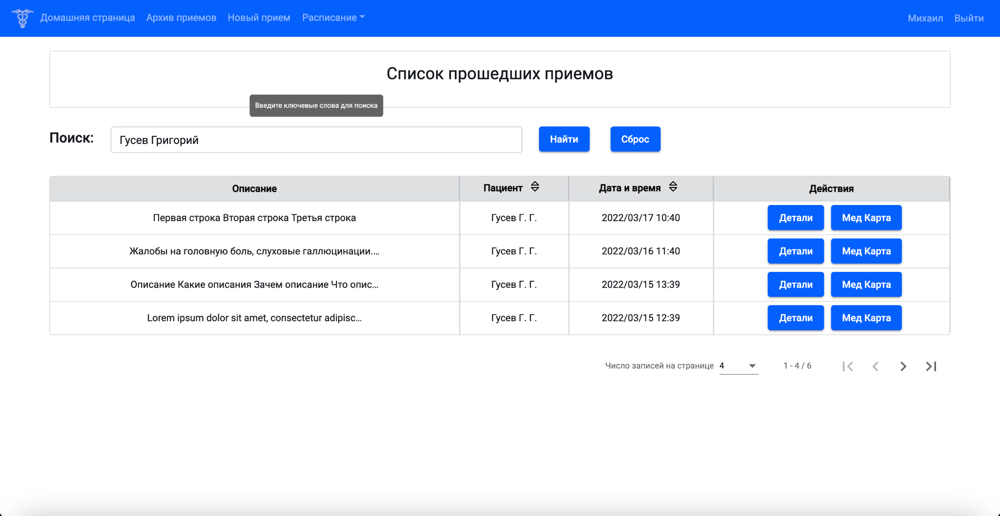 Домашняя страница Архив приемов Новый прием Расписание Михаил Выйти
Список прошедших приемов
Введите ключевые слова для поиска
Поиск: Гусев Григорий Найти Сброс
Описание Пациент Дата и время Действия
Первая строка Вторая строка Третья строка Гусев Г. Г. 2022/03/17 10:40 Детали Мед Карта
Жалобы на головную боль, слуховые галлюцинации.... Гусев Г. Г. 2022/03/16 11:40 Детали Мед Карта
Описание Какие описания Зачем описание Что опис... Гусев Г. Г. 2022/03/15 13:39 Детали Мед Карта
Lorem ipsum dolor sit amet, consectetur adipisc... Гусев Г. Г. 2022/03/15 12:39 Детали Мед Карта
Число записей на странице 4 1 - 4 / 6